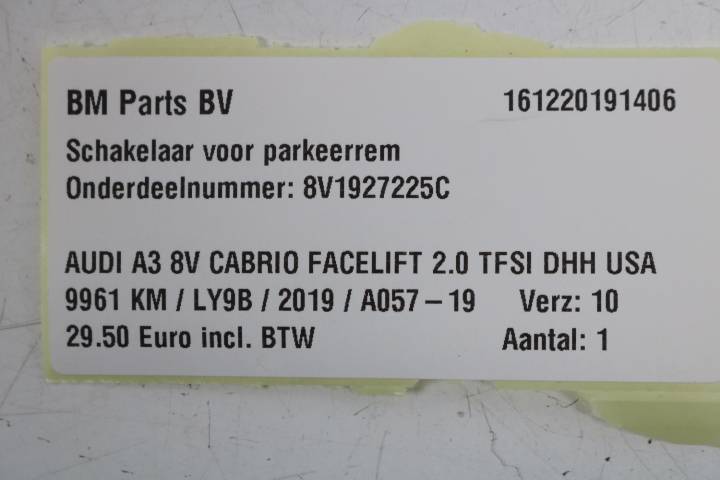 BM Parts BV 161220191406
Schakelaar voor parkeerrem
Onderdeelnummer: 8V1927225C
AUDI A3 8V CABRIO FACELIFT 2.0 TFSI DHH USA
9961 KM / LY9B / 2019 / A057-19 Verz: 10
29.50 Euro incl. BTW Aantal: 1